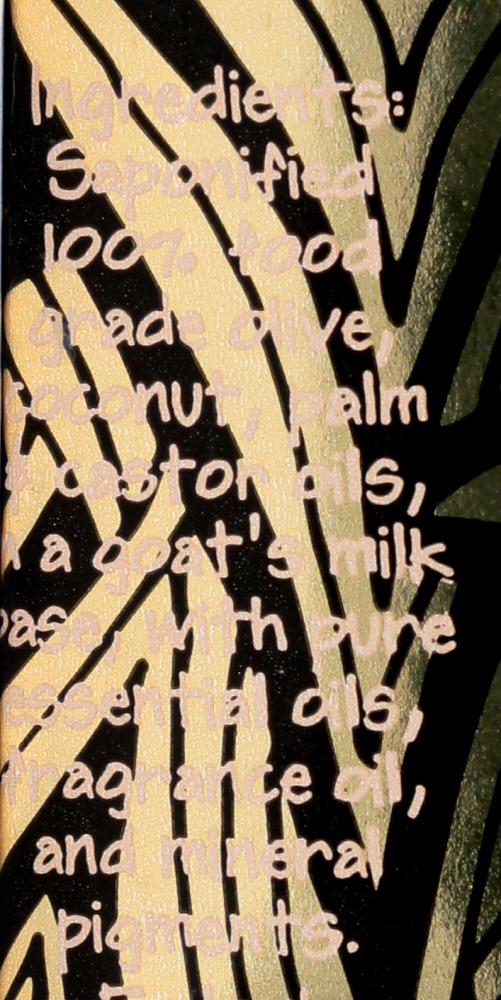 Ingredients:
Saponified
100% food
grade olive,
coconut, palm
& castor oils,
a goat's milk
base, with pure
essential oils,
fragrance oil,
and mineral
pigments.